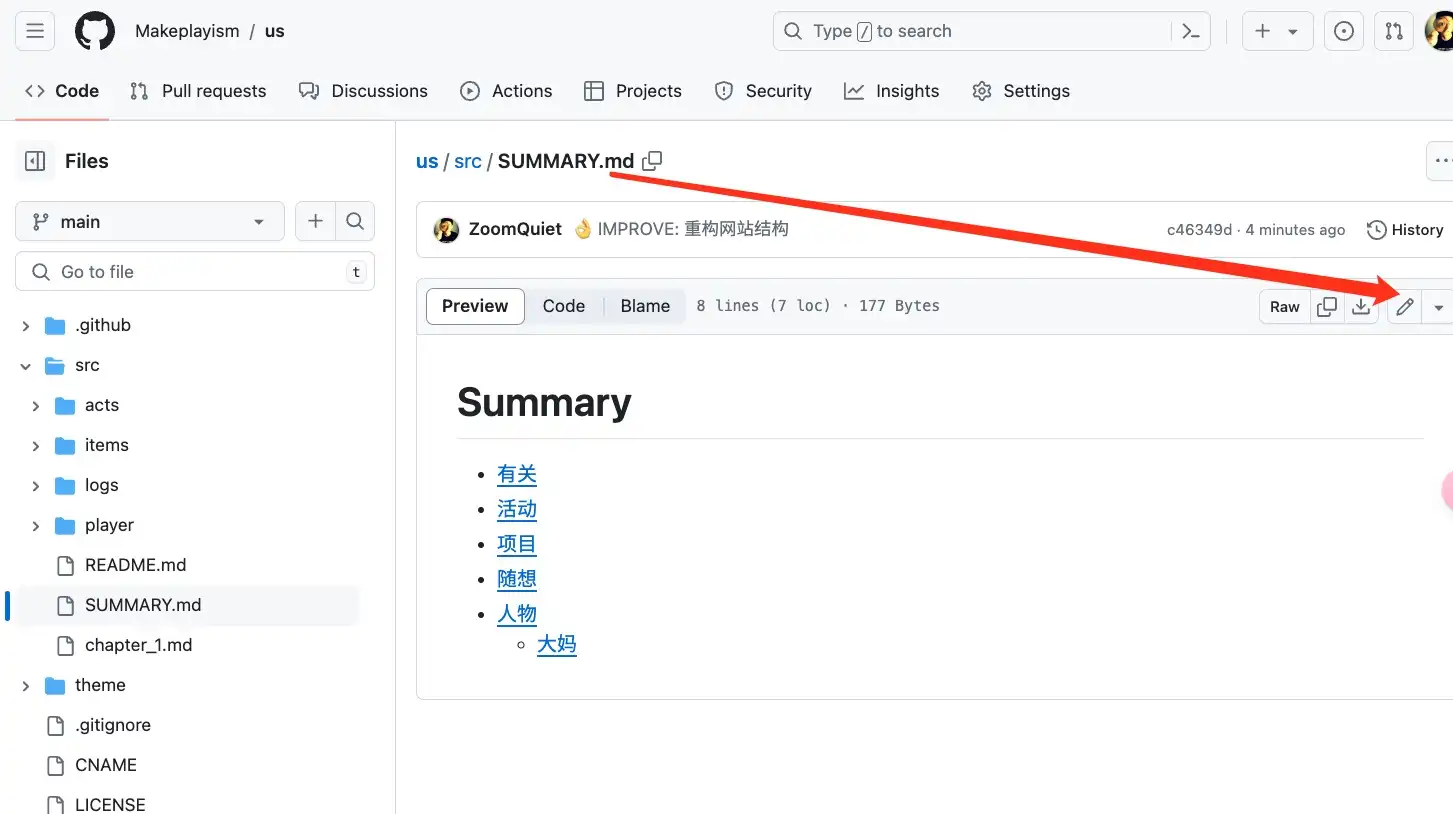 Makeplayism / us
Type / to search
Code
Pull requests
Discussions
Actions
Projects
Security
Insights
Settings
Files
main
Go to file
t
.github
src
acts
items
logs
player
README.md
SUMMARY.md
chapter_1.md
theme
.gitignore
CNAME
LICENSE
us / src / SUMMARY.md
ZoomQuiet 👌 IMPROVE: 重构网站结构
c46349d · 4 minutes ago
History
Preview
Code
Blame
8 lines (7 loc) · 177 Bytes
Raw
Summary
有关
活动
项目
随想
人物
大妈